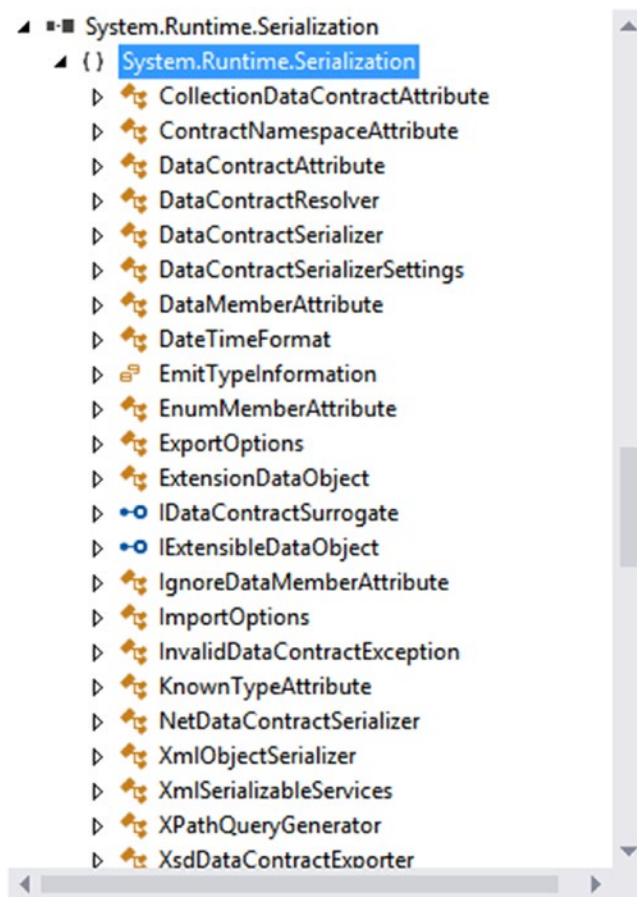 System.Runtime.Serialization
{} System.Runtime.Serialization
CollectionDataContractAttribute
ContractNamespaceAttribute
DataContractAttribute
DataContractResolver
DataContractSerializer
DataContractSerializerSettings
DataMemberAttribute
DateTimeFormat
EmitTypeInformation
EnumMemberAttribute
ExportOptions
ExtensionDataObject
IDataContractSurrogate
IExtensibleDataObject
IgnoreDataMemberAttribute
ImportOptions
InvalidDataContractException
KnownTypeAttribute
NetDataContractSerializer
XmlObjectSerializer
XmlSerializableServices
XPathQueryGenerator
XsdDataContractExporter